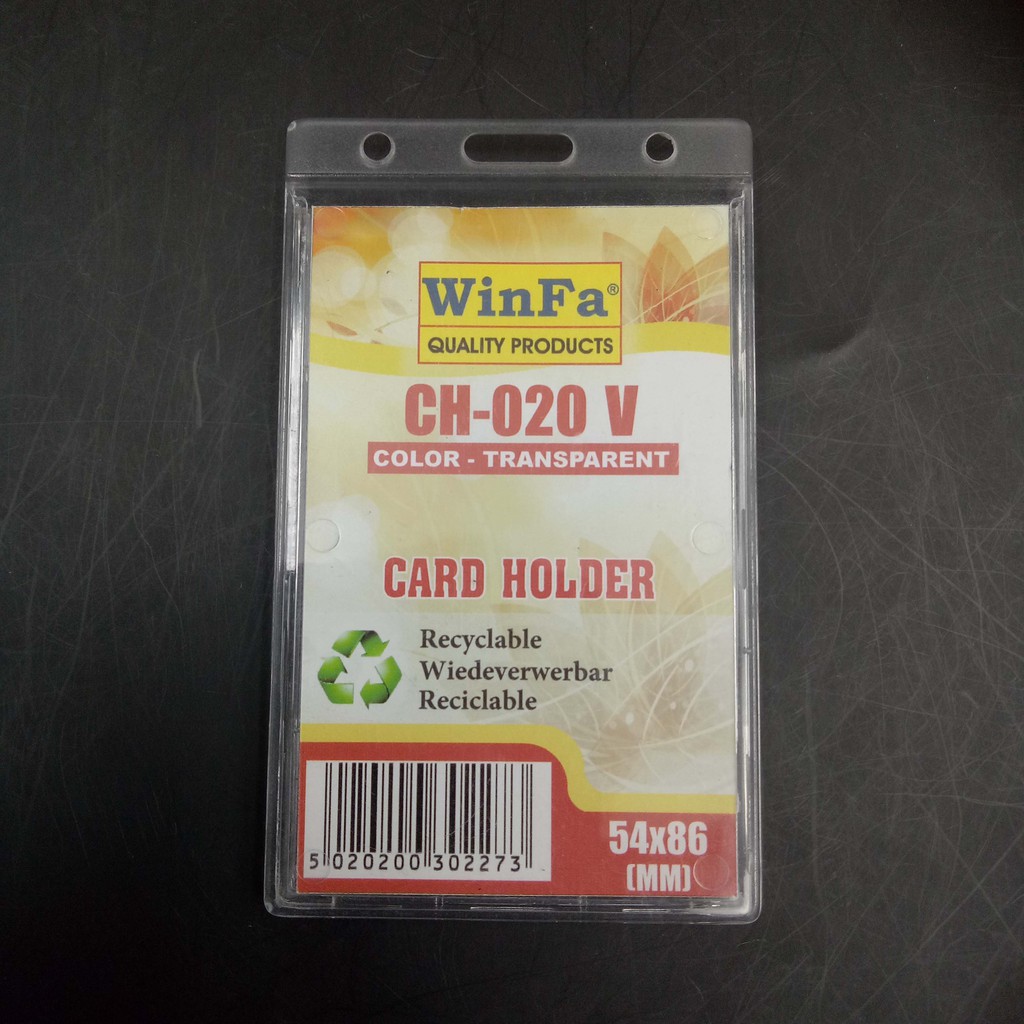 WinFa®
QUALITY PRODUCTS
CH-020 V
COLOR - TRANSPARENT
CARD HOLDER
Recyclable
Wiedeverwerbar
Reciclable
5 020200 302273
54x86
(MM)